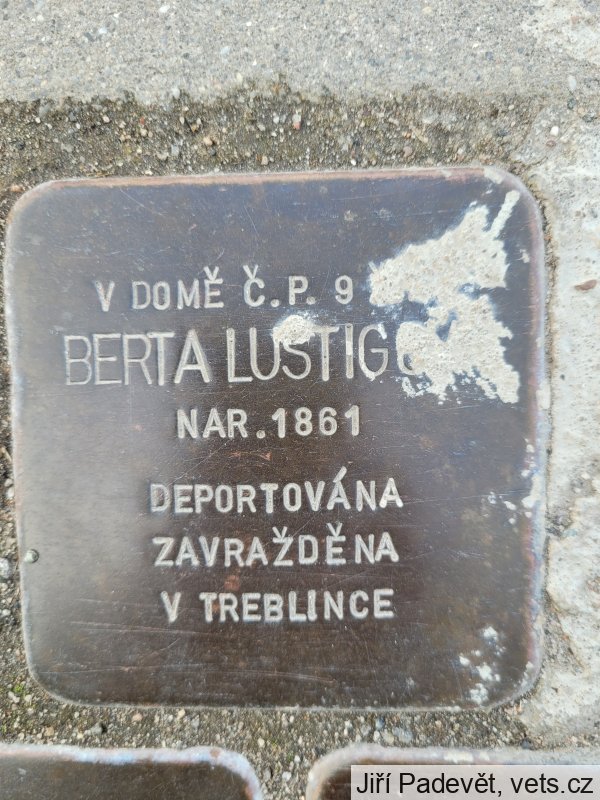 V DOMĚ Č.P. 9
BERTA
NAR. 1861
DEPORTOVÁNA
ZAVRAŽDĚNA
V TREBLINCE
Jiří Padevět, vets.cz